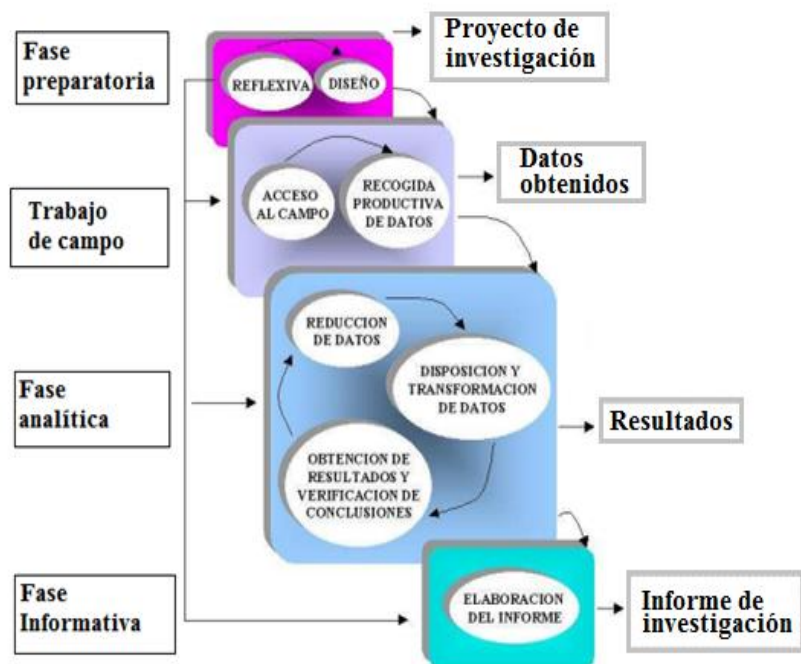 Fase
preparatoria
REFLEXIVA
DISEÑO
Proyecto de
investigación
Trabajo
de campo
ACCESO
AL CAMPO
RECOGIDA
PRODUCTIVA
DE DATOS
Datos
obtenidos
Fase
analítica
REDUCCION
DE DATOS
DISPOSICION Y
TRANSFORMACION
DE DATOS
OBTENCION DE
RESULTADOS Y
VERIFICACION DE
CONCLUSIONES
Resultados
Fase
Informativa
ELABORACION
DEL INFORME
Informe de
investigación